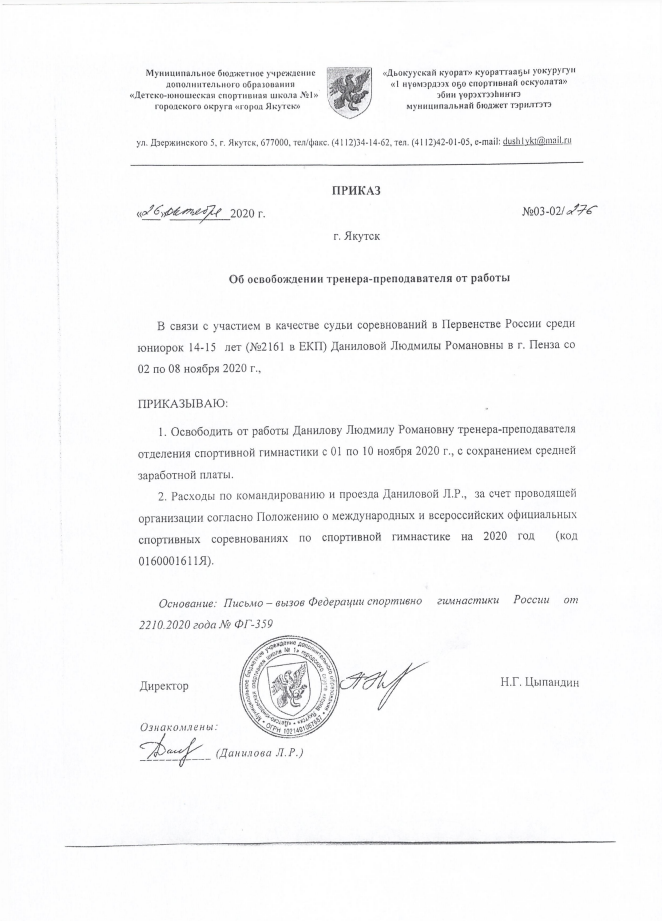 Муниципальное бюджетное учреждение
дополнительного образования
«Детско-юношеская спортивная школа №1»
городского округа «город Якутск»
«Дьокуускай куорат» куораттааҕы уокуругун
«1 нүөмэрдээх оҕо спортивнай оскуолата»
эбии үөрэхтээһиҥҥэ
муниципальнай бюджет тэрилтэтэ
ул. Дзержинского 5, г. Якутск, 677000, тел/факс. (4112)34-14-62, тел. (4112)42-01-05, e-mail: dush1ykt@mail.ru
ПРИКАЗ
«26» октября 2020 г.
№03-02/276
г. Якутск
Об освобождении тренера-преподавателя от работы
В связи с участием в качестве судьи соревнований в Первенстве России среди
юниорок 14-15 лет (№2161 в ЕКП) Даниловой Людмилы Романовны в г. Пенза со
02 по 08 ноября 2020 г.,
ПРИКАЗЫВАЮ:
1. Освободить от работы Данилову Людмилу Романовну тренера-преподавателя
отделения спортивной гимнастики с 01 по 10 ноября 2020 г., с сохранением средней
заработной платы.
2. Расходы по командированию и проезда Даниловой Л.Р., за счет проводящей
организации согласно Положению о международных и всероссийских официальных
спортивных соревнованиях по спортивной гимнастике на 2020 год (код
0160001611Я).
Основание: Письмо – вызов Федерации спортивно гимнастики России от
2210.2020 года № ФГ-359
Директор
Н.Г. Цыпандин
Ознакомлены:
(Данилова Л.Р.)